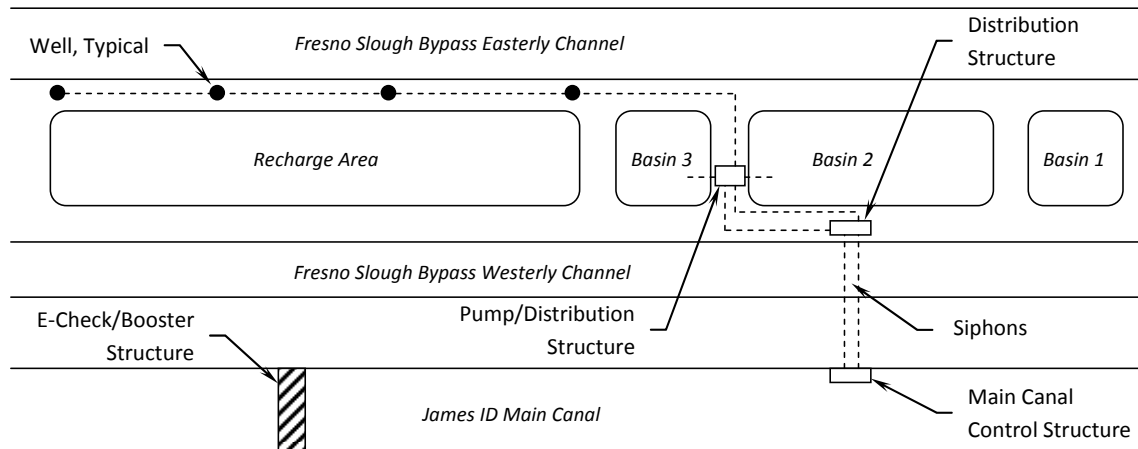 Fresno Slough Bypass Easterly Channel
Well, Typical
Distribution
Structure
Recharge Area
Basin 3
Basin 2
Basin 1
Fresno Slough Bypass Westerly Channel
E-Check/Booster
Structure
Pump/Distribution
Structure
Siphons
James ID Main Canal
Main Canal
Control Structure